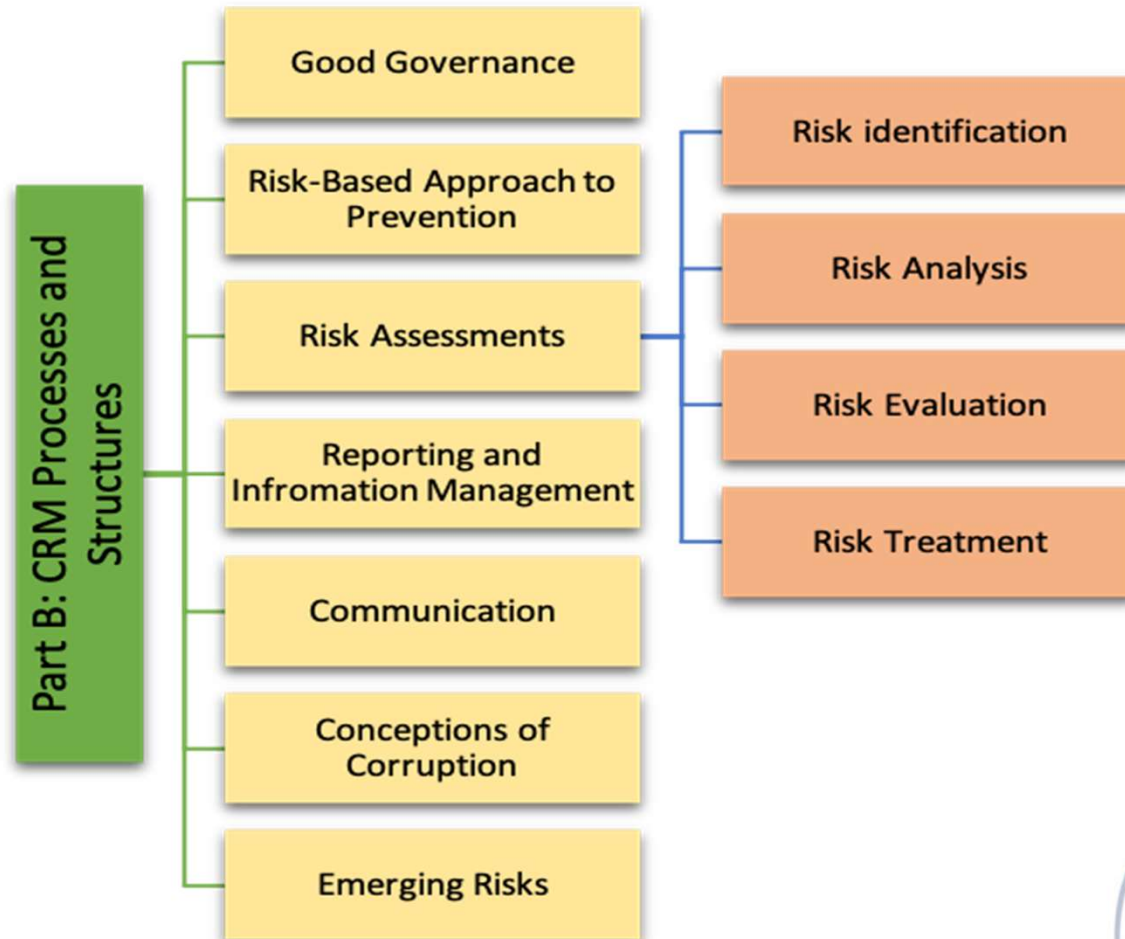 Part B: CRM Processes and
Structures
Good Governance
Risk-Based Approach to
Prevention
Risk Assessments
Reporting and
Infromation Management
Communication
Conceptions of
Corruption
Emerging Risks
Risk identification
Risk Analysis
Risk Evaluation
Risk Treatment